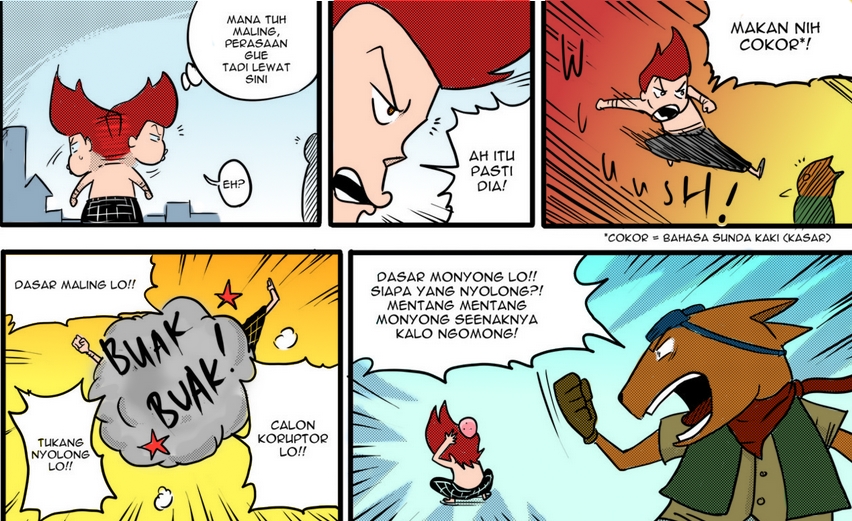 MANA TUH
MALING,
PERASAAN
GUE
TADI LEWAT
SINI
EH?
AH ITU
PASTI
DIA!
MAKAN NIH
COKOR*!
WUUUSH!
*COKOR = BAHASA SUNDA KAKI (KASAR)
DASAR MALING LO!!
BUAK
BUAK!
TUKANG
NYOLONG
LO!!
CALON
KORUPTOR
LO!!
DASAR MONYONG LO!!
SIAPA YANG NYOLONG?!
MENTANG MENTANG
MONYONG SEENAKNYA
KALO NGOMONG!